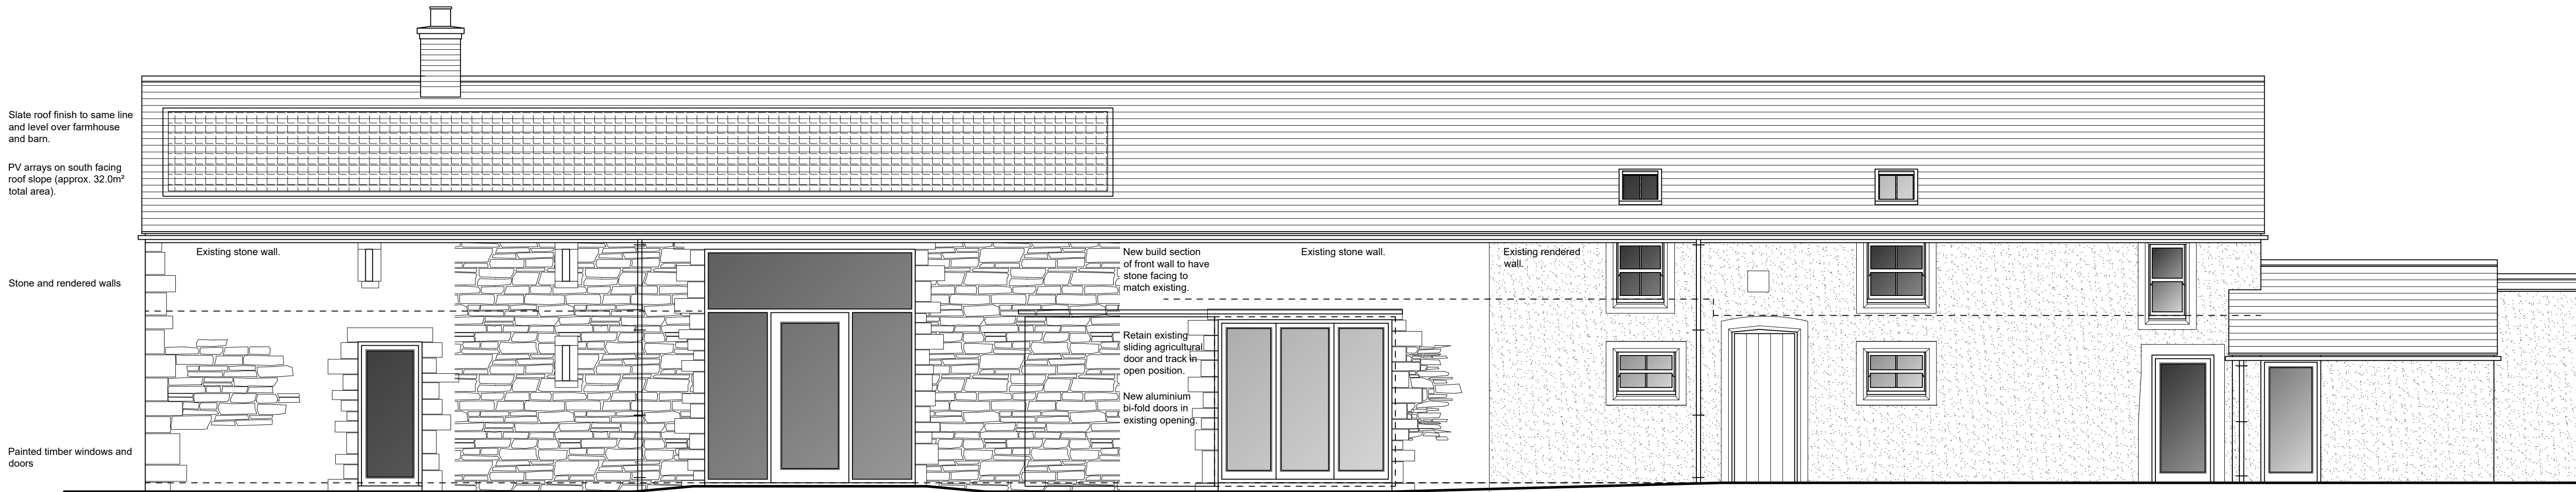 Slate roof finish to same line
and level over farmhouse
and barn.
PV arrays on south facing
roof slope (approx. 32.0m²
total area).
Stone and rendered walls
Painted timber windows and
doors
Existing stone wall.
New build section
of front wall to have
stone facing to
match existing.
Retain existing
sliding agricultural
door and track in
open position.
New aluminium
bi-fold doors in
existing opening.
Existing stone wall.
Existing rendered
wall.